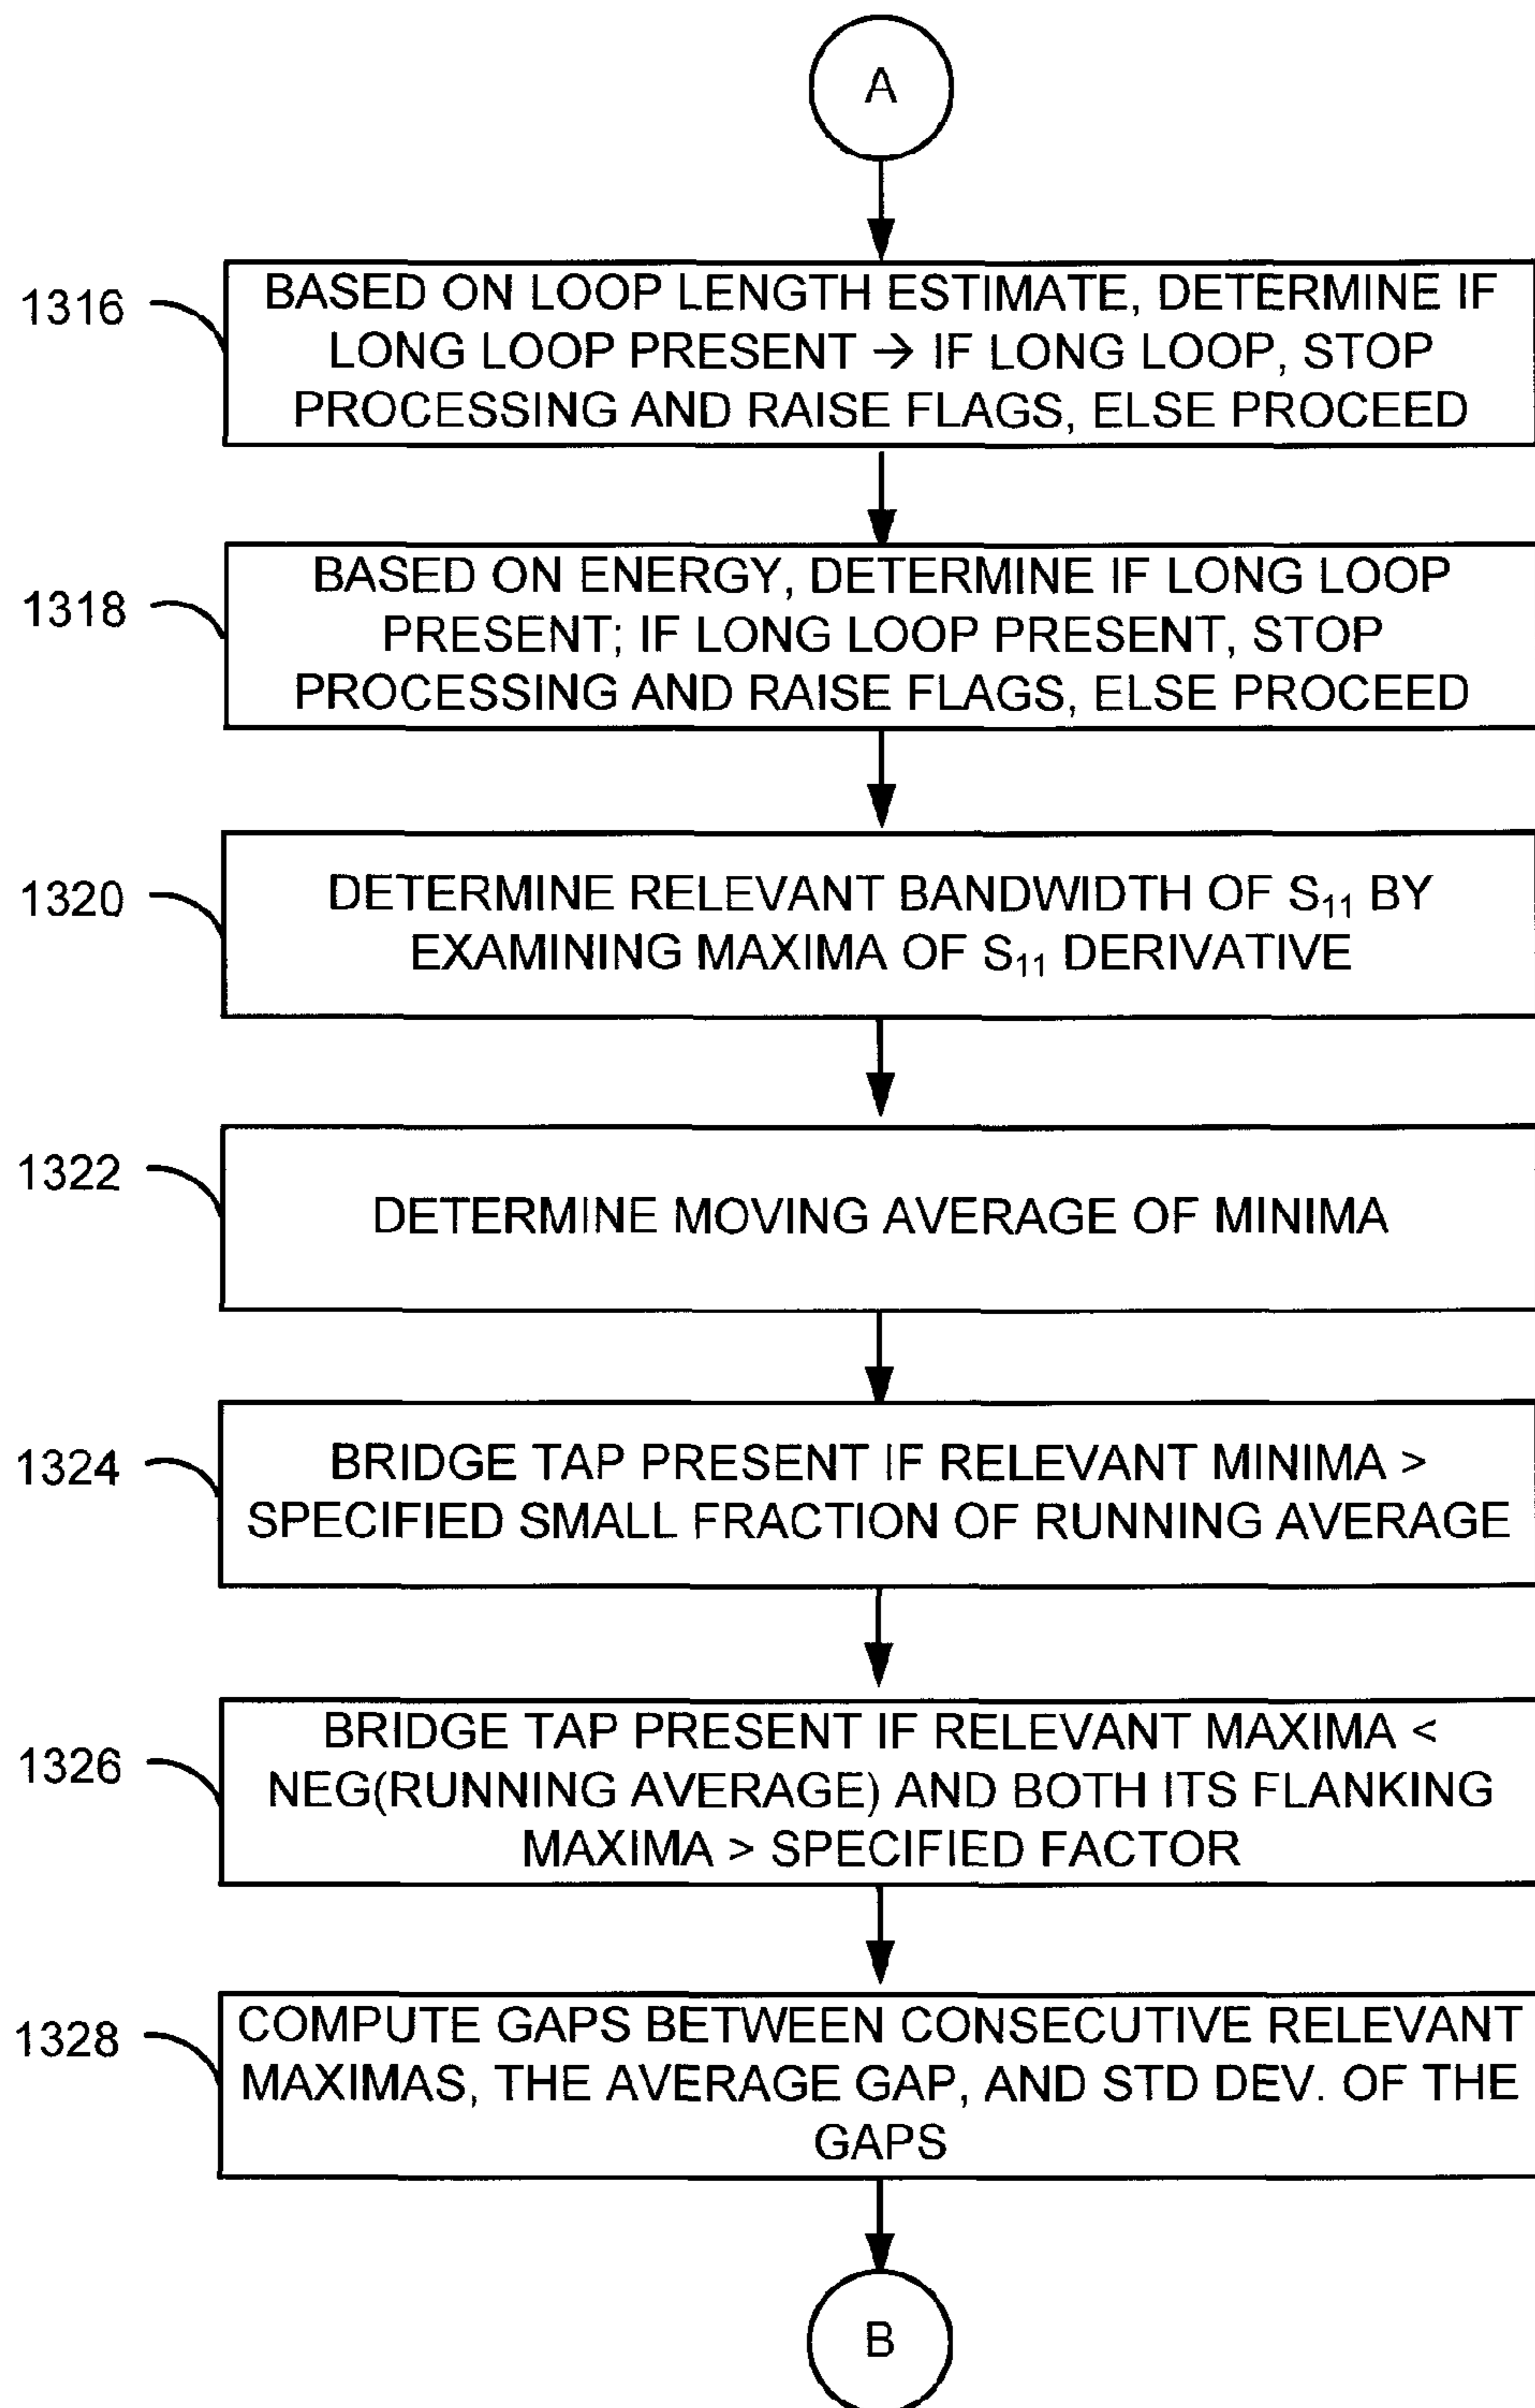 A
1316
BASED ON LOOP LENGTH ESTIMATE, DETERMINE IF
LONG LOOP PRESENT → IF LONG LOOP, STOP
PROCESSING AND RAISE FLAGS, ELSE PROCEED
1318
BASED ON ENERGY, DETERMINE IF LONG LOOP
PRESENT; IF LONG LOOP PRESENT, STOP
PROCESSING AND RAISE FLAGS, ELSE PROCEED
1320
DETERMINE RELEVANT BANDWIDTH OF S₁₁ BY
EXAMINING MAXIMA OF S₁₁ DERIVATIVE
1322
DETERMINE MOVING AVERAGE OF MINIMA
1324
BRIDGE TAP PRESENT IF RELEVANT MINIMA >
SPECIFIED SMALL FRACTION OF RUNNING AVERAGE
1326
BRIDGE TAP PRESENT IF RELEVANT MAXIMA <
NEG(RUNNING AVERAGE) AND BOTH ITS FLANKING
MAXIMA > SPECIFIED FACTOR
1328
COMPUTE GAPS BETWEEN CONSECUTIVE RELEVANT
MAXIMAS, THE AVERAGE GAP, AND STD DEV. OF THE
GAPS
B